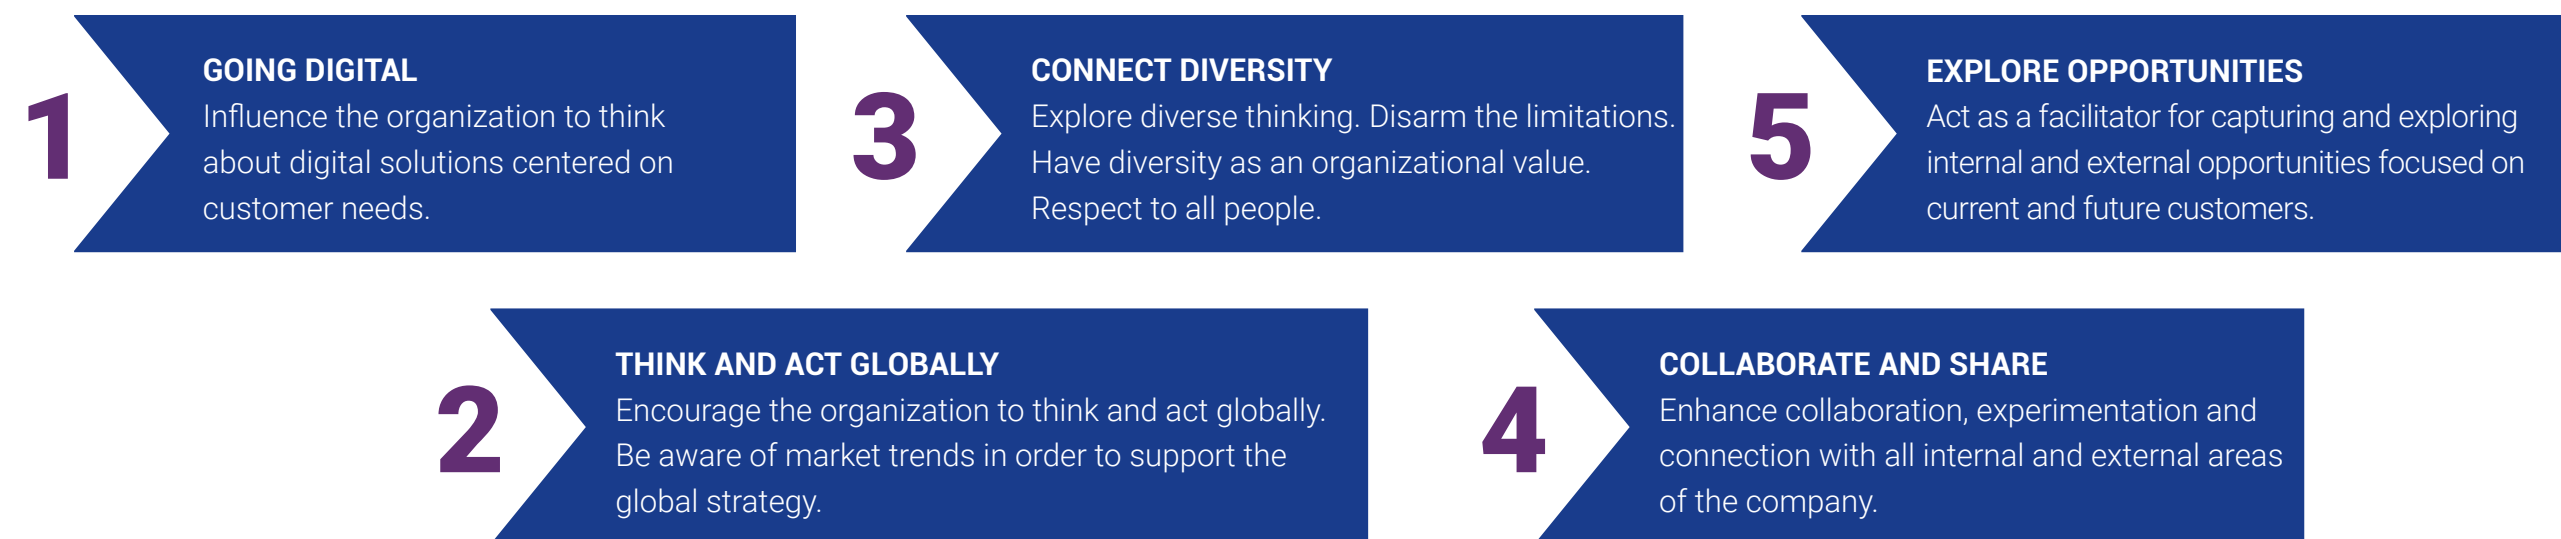 1
GOING DIGITAL
Influence the organization to think
about digital solutions centered on
customer needs.
2
THINK AND ACT GLOBALLY
Encourage the organization to think and act globally.
Be aware of market trends in order to support the
global strategy.
3
CONNECT DIVERSITY
Explore diverse thinking. Disarm the limitations.
Have diversity as an organizational value.
Respect to all people.
4
COLLABORATE AND SHARE
Enhance collaboration, experimentation and
connection with all internal and external areas
of the company.
5
EXPLORE OPPORTUNITIES
Act as a facilitator for capturing and exploring
internal and external opportunities focused on
current and future customers.